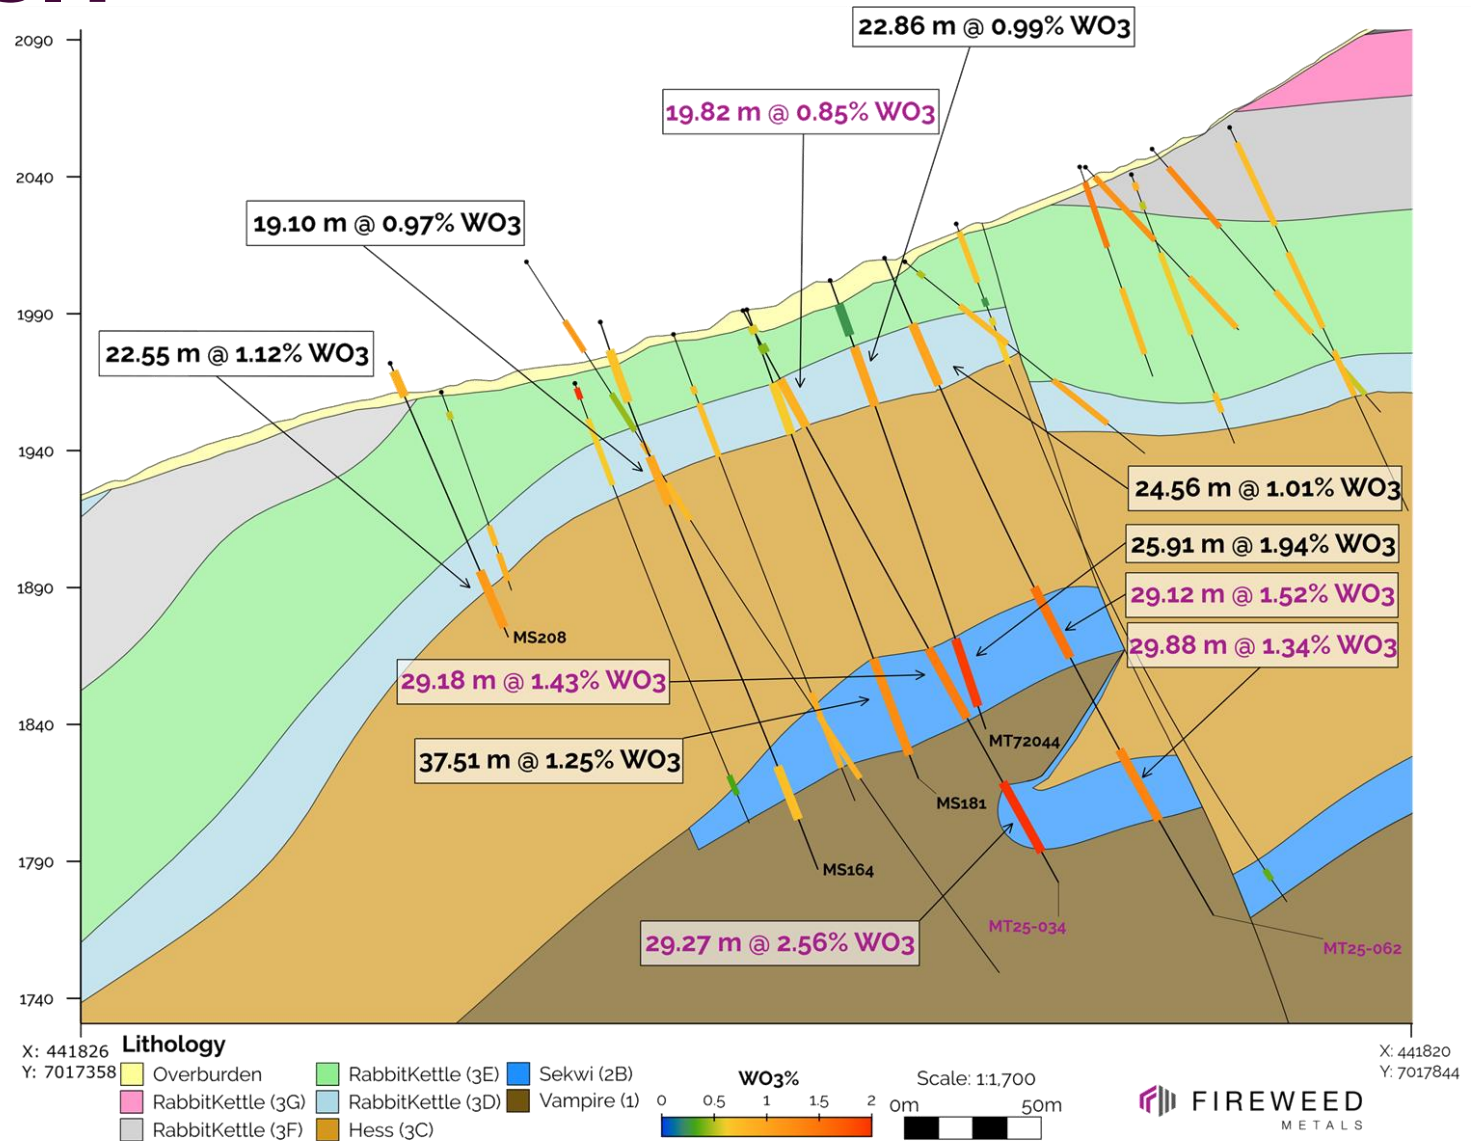 2090
22.86 m @ 0.99% WO3
19.82 m @ 0.85% WO3
2040
19.10 m @ 0.97% WO3
1990
22.55 m @ 1.12% WO3
1940
24.56 m @ 1.01% WO3
25.91 m @ 1.94% WO3
1890
29.12 m @ 1.52% WO3
MS208
29.88 m @ 1.34% WO3
29.18 m @ 1.43% WO3
1840
MT72044
37.51 m @ 1.25% WO3
MS181
1790
MS164
MT25-034
29.27 m @ 2.56% WO3
MT25-062
1740
X: 441826
Y: 7017358
X: 441820
Y: 7017844
Lithology
Overburden
RabbitKettle (3G)
RabbitKettle (3F)
RabbitKettle (3E)
RabbitKettle (3D)
Hess (3C)
Sekwi (2B)
Vampire (1)
WO3%
0 0.5 1 1.5 2
Scale: 1:1,700
0m 50m
FIREWEED
METALS